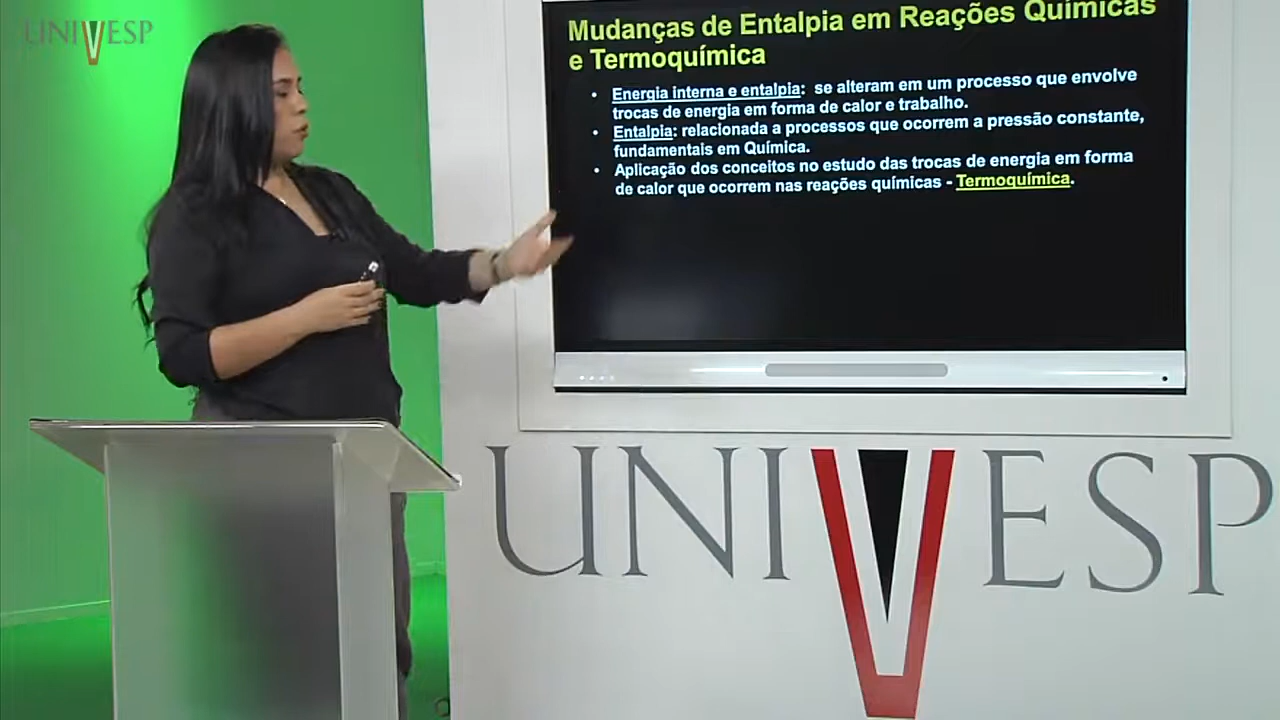 UNIVESP
Mudanças de Entalpia em Reações Químicas
e Termoquímica
• Energia interna e entalpia: se alteram em um processo que envolve
trocas de energia em forma de calor e trabalho.
• Entalpia: relacionada a processos que ocorrem a pressão constante,
fundamentais em Química.
• Aplicação dos conceitos no estudo das trocas de energia em forma
de calor que ocorrem nas reações químicas - Termoquímica.
UNIVESP